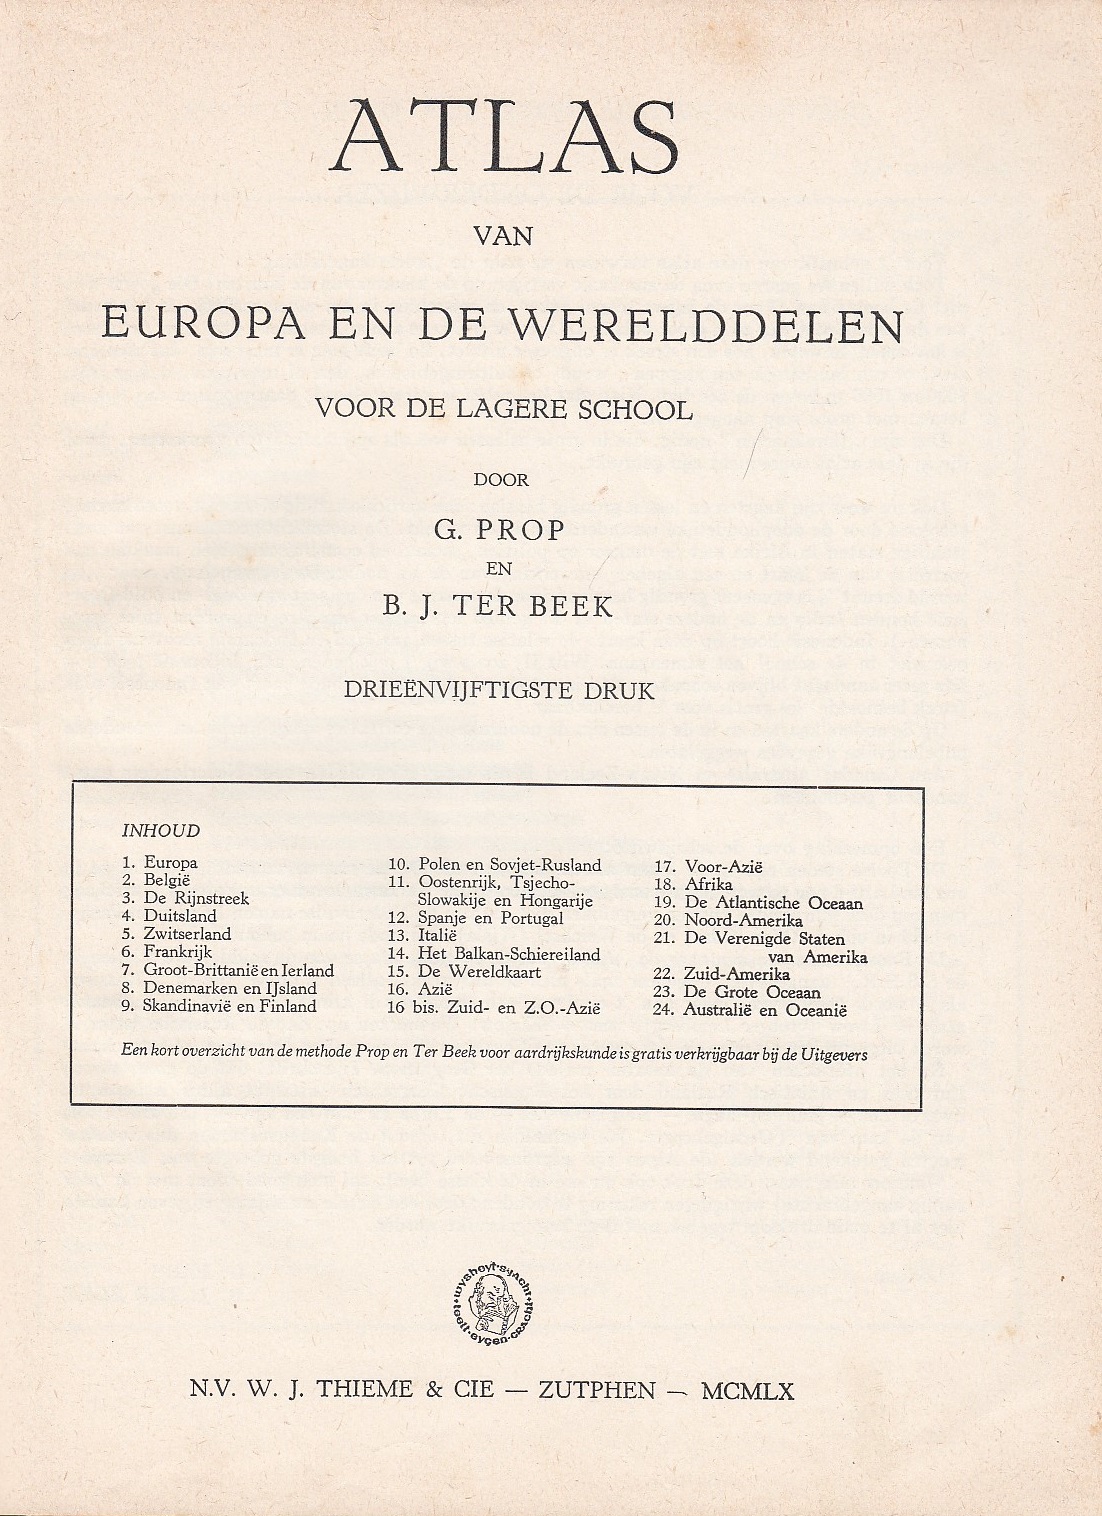 ATLAS
VAN
EUROPA EN DE WERELDDELEN
VOOR DE LAGERE SCHOOL
DOOR
G. PROP
EN
B. J. TER BEEK
DRIEËNVIJFTIGSTE DRUK
INHOUD
1. Europa
2. België
3. De Rijnstreek
4. Duitsland
5. Zwitserland
6. Frankrijk
7. Groot-Brittanië en Ierland
8. Denemarken en IJsland
9. Skandinavië en Finland
10. Polen en Sovjet-Rusland
11. Oostenrijk, Tsjecho-
Slowakije en Hongarije
12. Spanje en Portugal
13. Italië
14. Het Balkan-Schiereiland
15. De Wereldkaart
16. Azië
16 bis. Zuid- en Z.O.-Azië
17. Voor-Azië
18. Afrika
19. De Atlantische Oceaan
20. Noord-Amerika
21. De Verenigde Staten
van Amerika
22. Zuid-Amerika
23. De Grote Oceaan
24. Australië en Oceanië
Een kort overzicht van de methode Prop en Ter Beek voor aardrijkskunde is gratis verkrijgbaar bij de Uitgevers
wysheyt·syAcht·teelt·eygen·crAcht
N.V. W. J. THIEME & CIE — ZUTPHEN — MCMLX